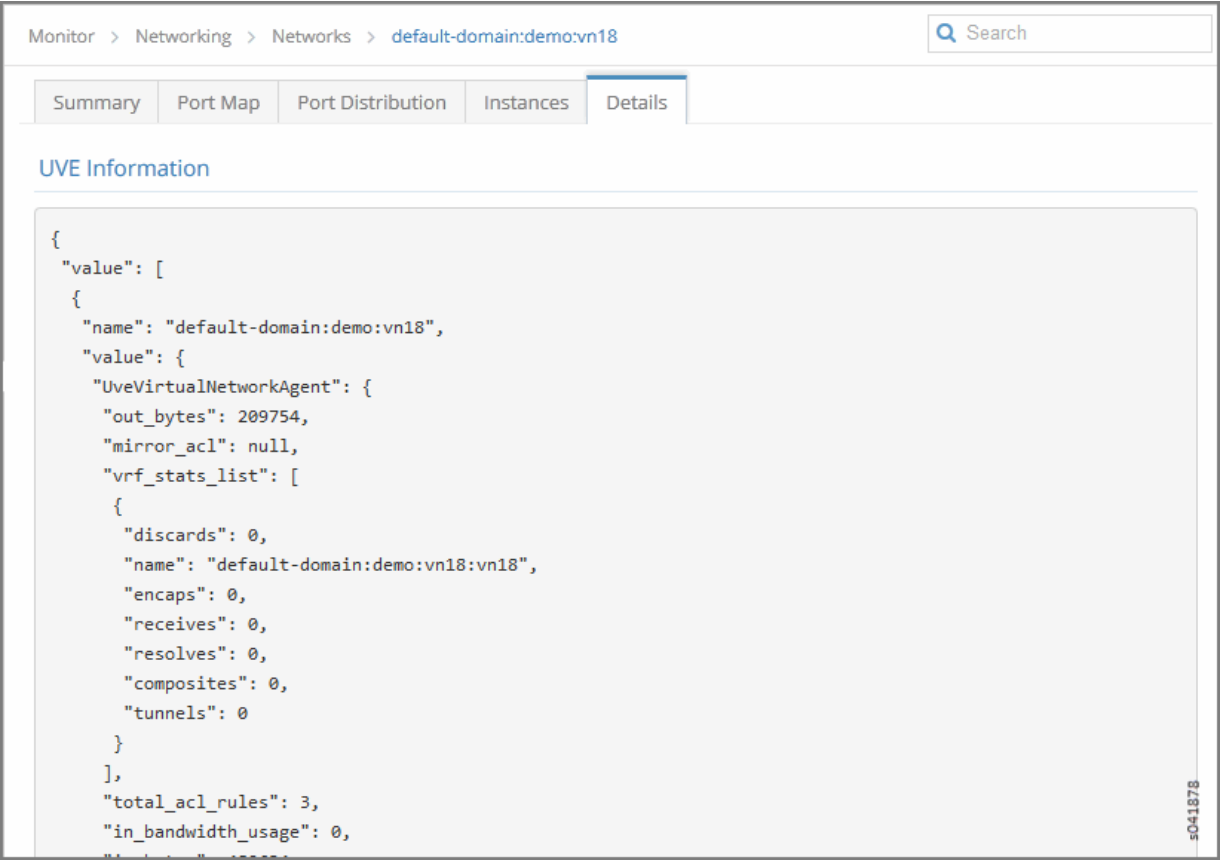 Monitor > Networking > Networks > default-domain:demo:vn18
Search
Summary Port Map Port Distribution Instances Details
UVE Information
{
"value": [
{
"name": "default-domain:demo:vn18",
"value": {
"UveVirtualNetworkAgent": {
"out_bytes": 209754,
"mirror_acl": null,
"vrf_stats_list": [
{
"discards": 0,
"name": "default-domain:demo:vn18:vn18",
"encaps": 0,
"receives": 0,
"resolves": 0,
"composites": 0,
"tunnels": 0
}
],
"total_acl_rules": 3,
"in_bandwidth_usage": 0,
s041878